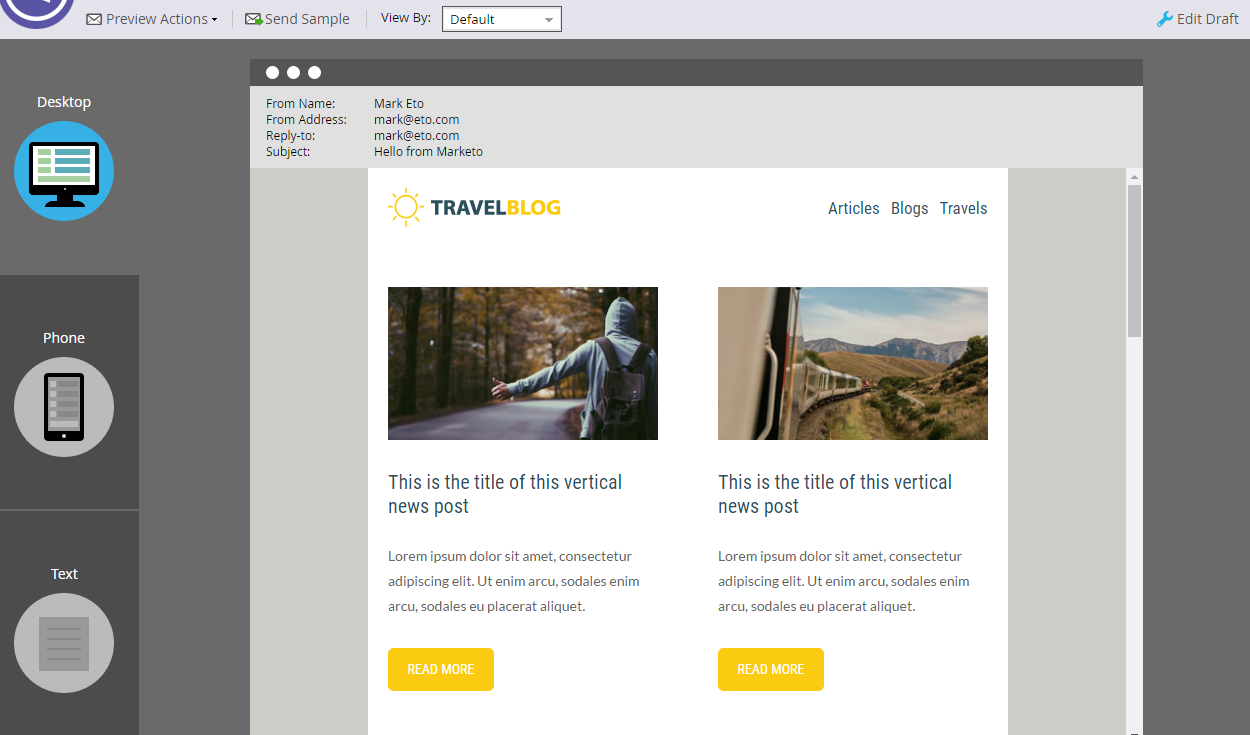 Preview Actions
Send Sample
View By:
Default
Edit Draft
Desktop
Phone
Text
From Name: Mark Eto
From Address: mark@eto.com
Reply-to: mark@eto.com
Subject: Hello from Marketo
TRAVELBLOG
Articles Blogs Travels
This is the title of this vertical
news post
Lorem ipsum dolor sit amet, consectetur
adipiscing elit. Ut enim arcu, sodales enim
arcu, sodales eu placerat aliquet.
READ MORE
This is the title of this vertical
news post
Lorem ipsum dolor sit amet, consectetur
adipiscing elit. Ut enim arcu, sodales enim
arcu, sodales eu placerat aliquet.
READ MORE